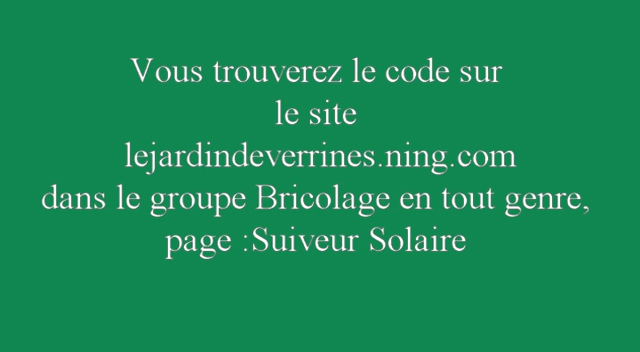 Vous trouverez le code sur
le site
lejardindeverrines.ning.com
dans le groupe Bricolage en tout genre,
page :Suiveur Solaire